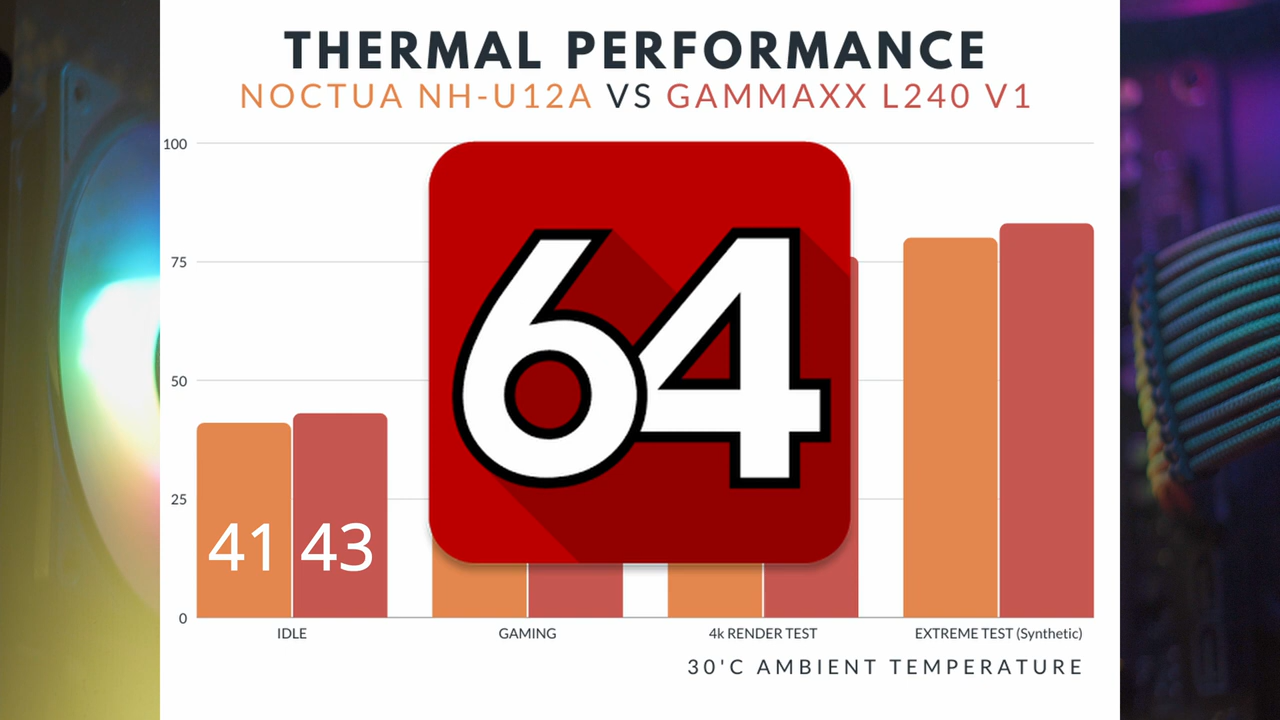 THERMAL PERFORMANCE
NOCTUA NH-U12A VS GAMMAXX L240 V1
100
75
50
25
0
64
41 43
IDLE GAMING 4k RENDER TEST EXTREME TEST (Synthetic)
30'C AMBIENT TEMPERATURE